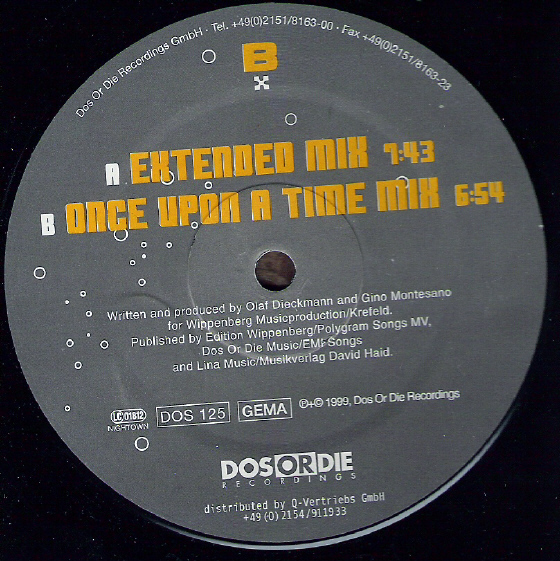 Dos Or Die Recordings GmbH · Tel. +49(0)2151/8163-00 · Fax +49(0)2151/8163-23
B
X
A EXTENDED MIX 7:43
B ONCE UPON A TIME MIX 6:54
Written and produced by Olaf Dieckmann and Gino Montesano
for Wippenberg Musicproduction/Krefeld.
Published by Edition Wippenberg/Polygram Songs MV,
Dos Or Die Music/EMI-Songs
and Lina Music/Musikverlag David Haid.
LC 01812 DOS 125 GEMA ℗+© 1999, Dos Or Die Recordings
NIGHTOWN
DOS OR DIE
RECORDINGS
distributed by Q-Vertriebs GmbH
+49(0)2154/911933